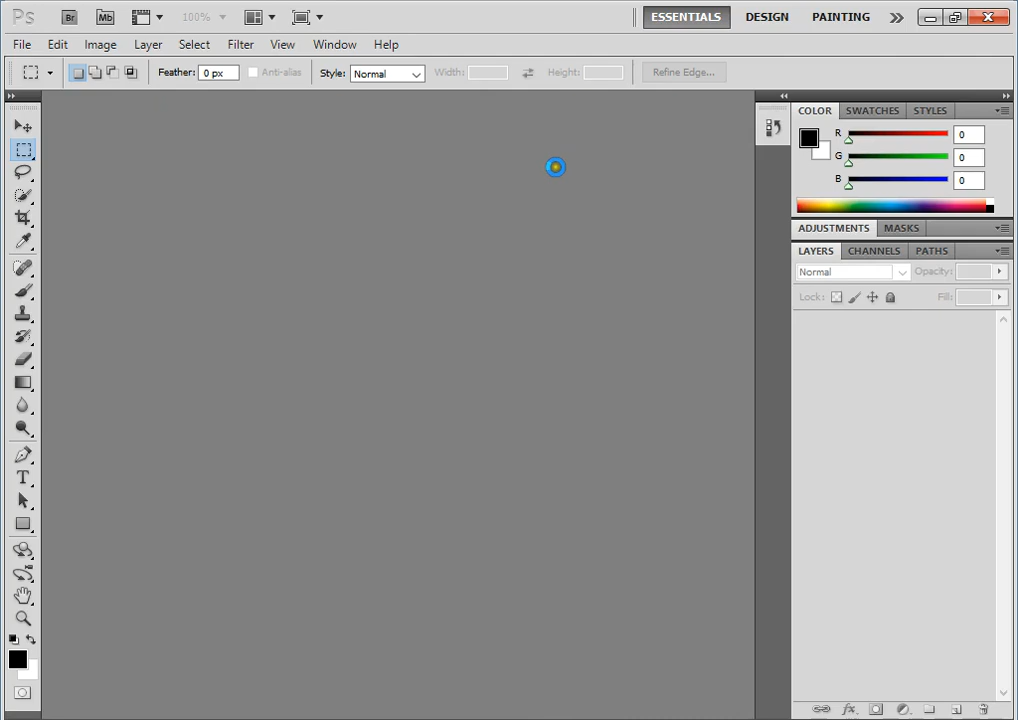 Ps Br Mb 100% ESSENTIALS DESIGN PAINTING
File Edit Image Layer Select Filter View Window Help
Feather: 0 px Anti-alias Style: Normal Width: Height: Refine Edge...
COLOR SWATCHES STYLES
R 0
G 0
B 0
ADJUSTMENTS MASKS
LAYERS CHANNELS PATHS
Normal Opacity:
Lock: Fill:
T
fx